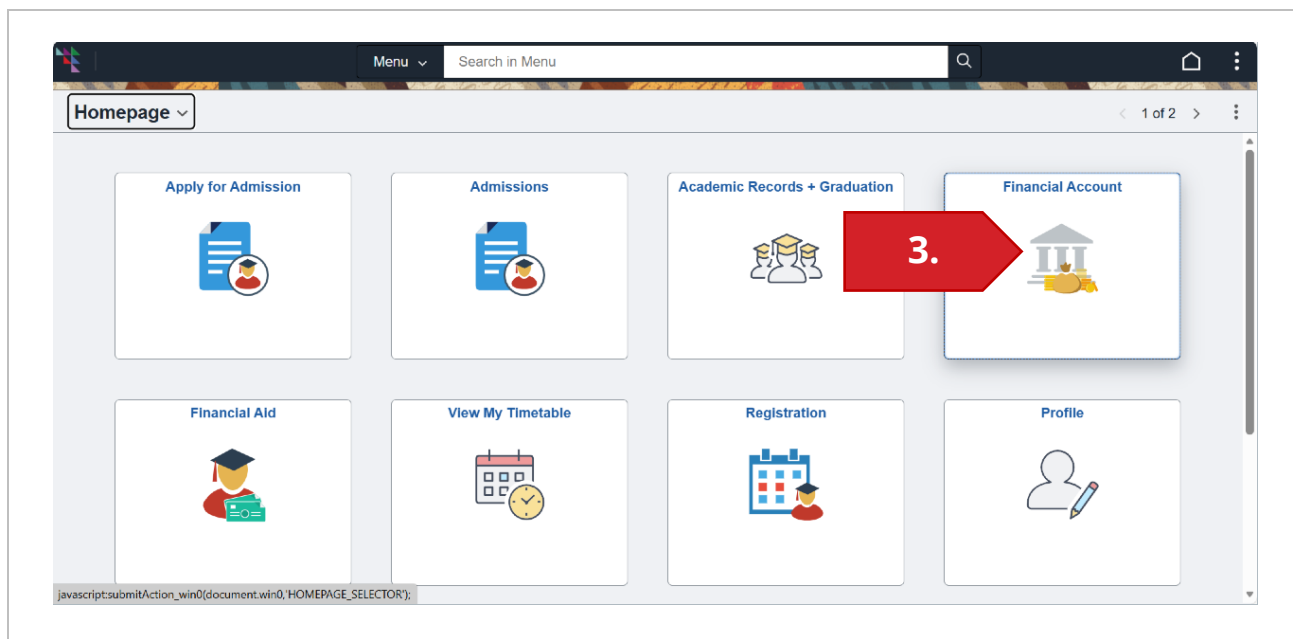 Menu
Search in Menu
Homepage
1 of 2
Apply for Admission
Admissions
Academic Records + Graduation
Financial Account
3.
Financial Aid
View My Timetable
Registration
Profile
javascript:submitAction_win0(document.win0,'HOMEPAGE_SELECTOR');